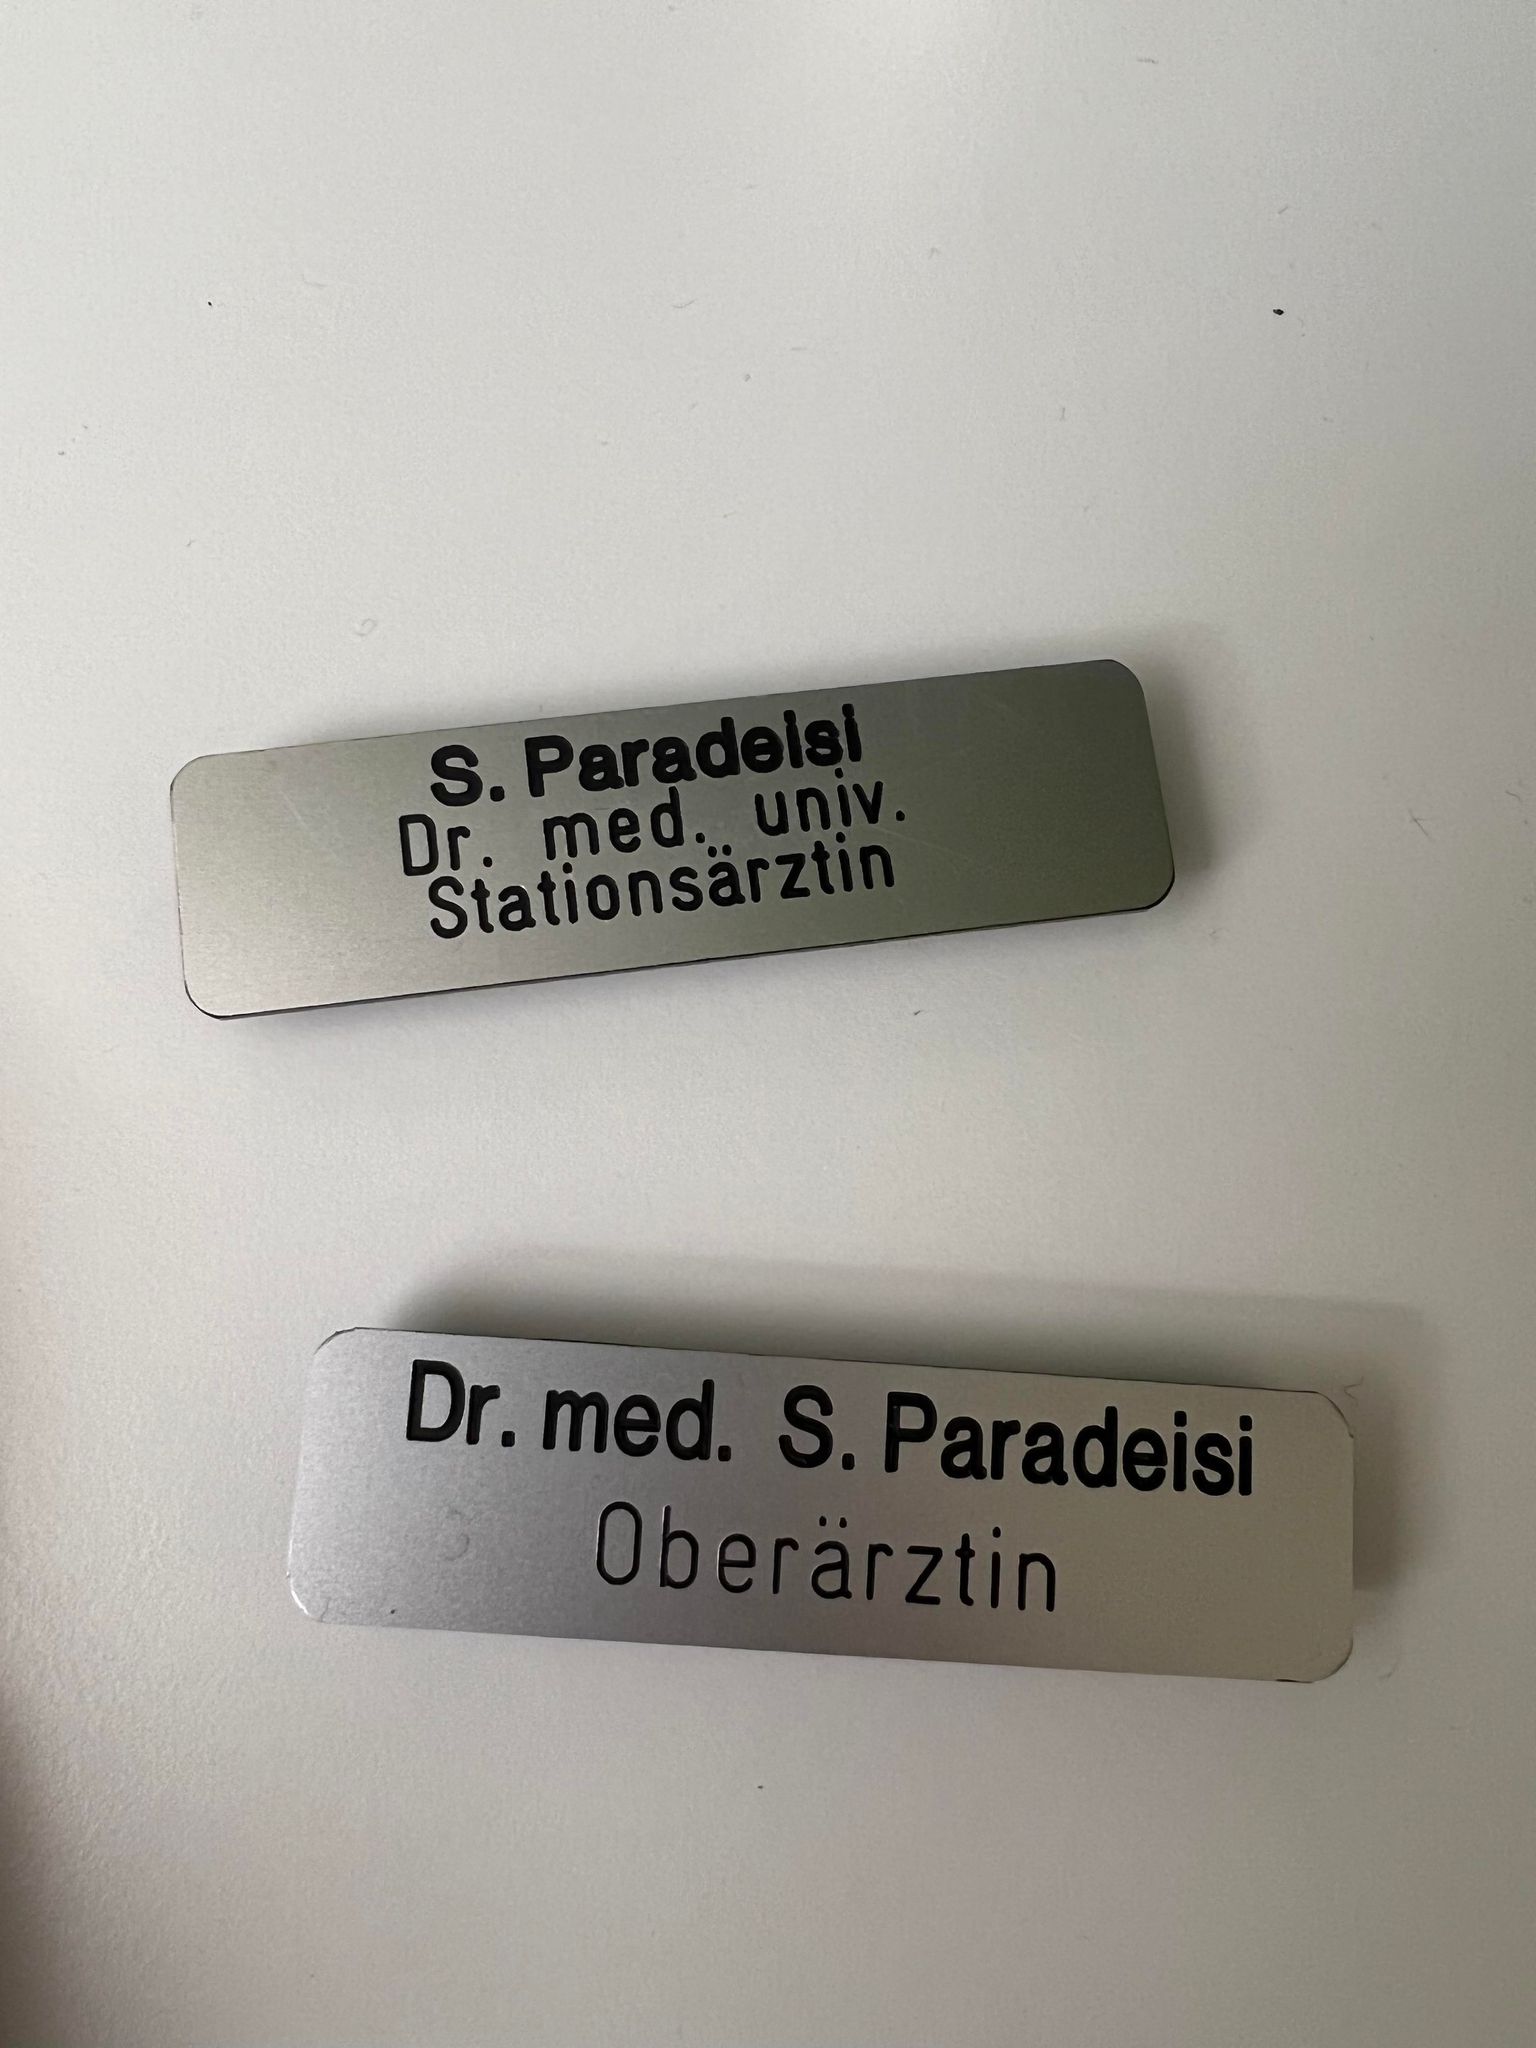 S. Paradeisi
Dr. med. univ.
Stationsärztin
Dr. med. S. Paradeisi
Oberärztin